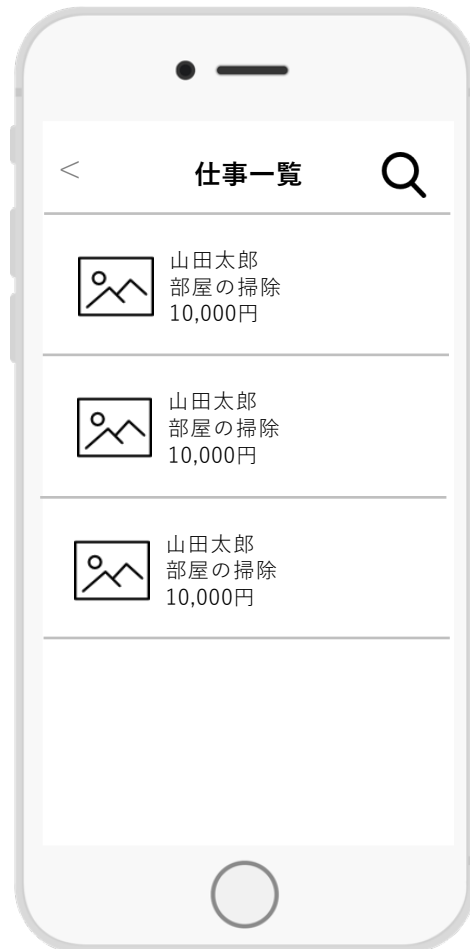 <
仕事一覧
山田太郎
部屋の掃除
10,000円
山田太郎
部屋の掃除
10,000円
山田太郎
部屋の掃除
10,000円